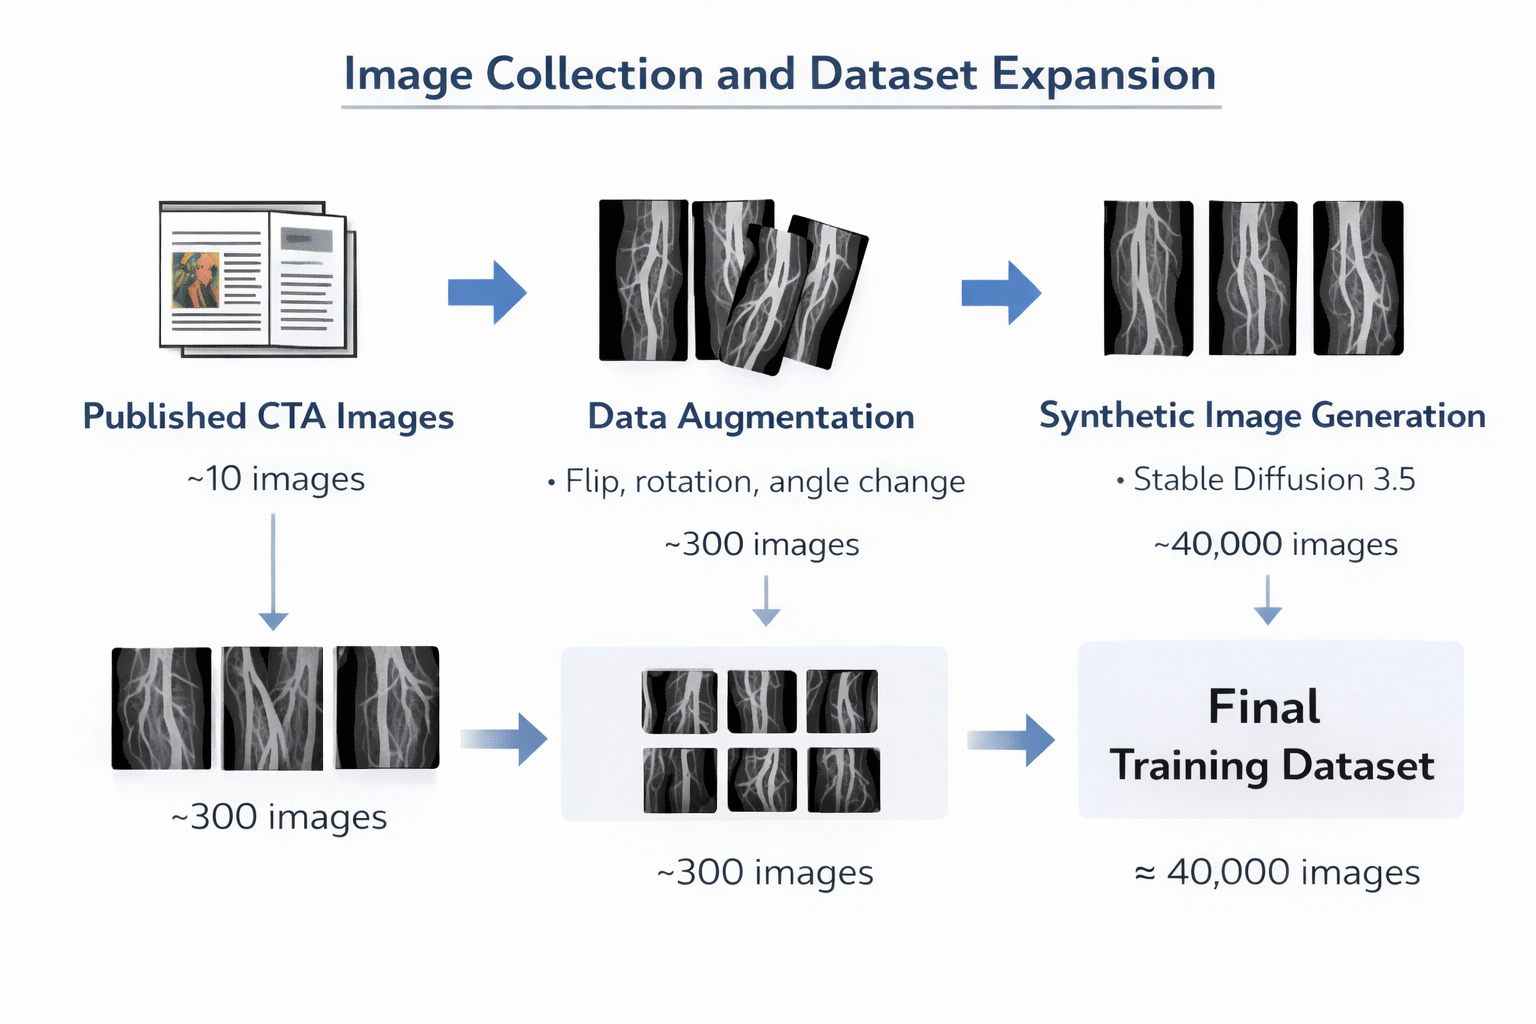 Image Collection and Dataset Expansion
Published CTA Images
~10 images
~300 images
Data Augmentation
• Flip, rotation, angle change
~300 images
~300 images
Synthetic Image Generation
• Stable Diffusion 3.5
~40,000 images
Final
Training Dataset
≈ 40,000 images